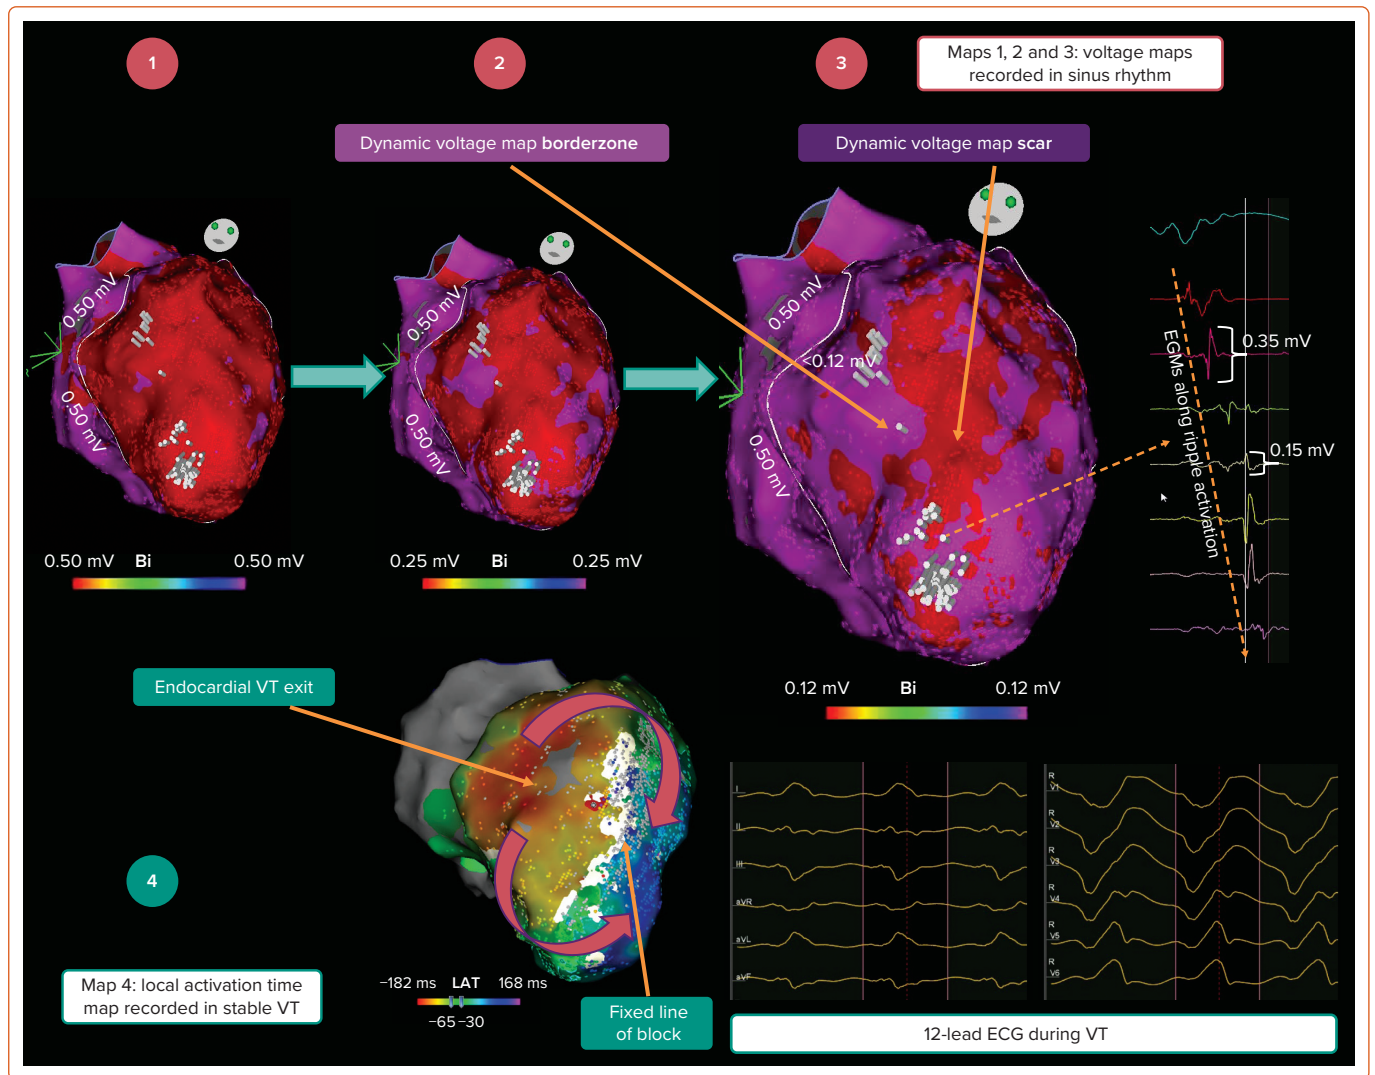 1
2
3
Maps 1, 2 and 3: voltage maps
recorded in sinus rhythm
Dynamic voltage map borderzone
Dynamic voltage map scar
0.50 mV
0.50 mV
0.50 mV
0.50 mV
0.50 mV
<0.12 mV
0.50 mV
EGMs along ripple activation
0.35 mV
0.15 mV
0.50 mV Bi 0.50 mV
0.25 mV Bi 0.25 mV
0.12 mV Bi 0.12 mV
Endocardial VT exit
4
Map 4: local activation time
map recorded in stable VT
−182 ms LAT 168 ms
−65 −30
Fixed line
of block
I
II
III
aVR
aVL
aVF
R
V1
R
V2
R
V3
R
V4
R
V5
R
V6
12-lead ECG during VT